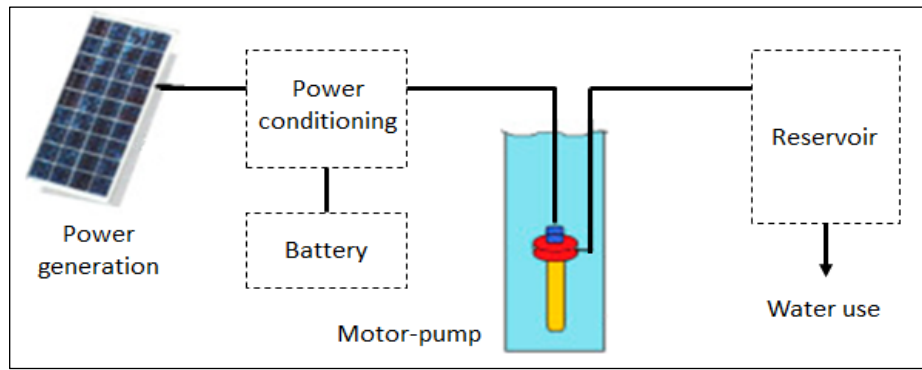 Power
conditioning
Reservoir
Power
generation
Battery
Motor-pump
Water use